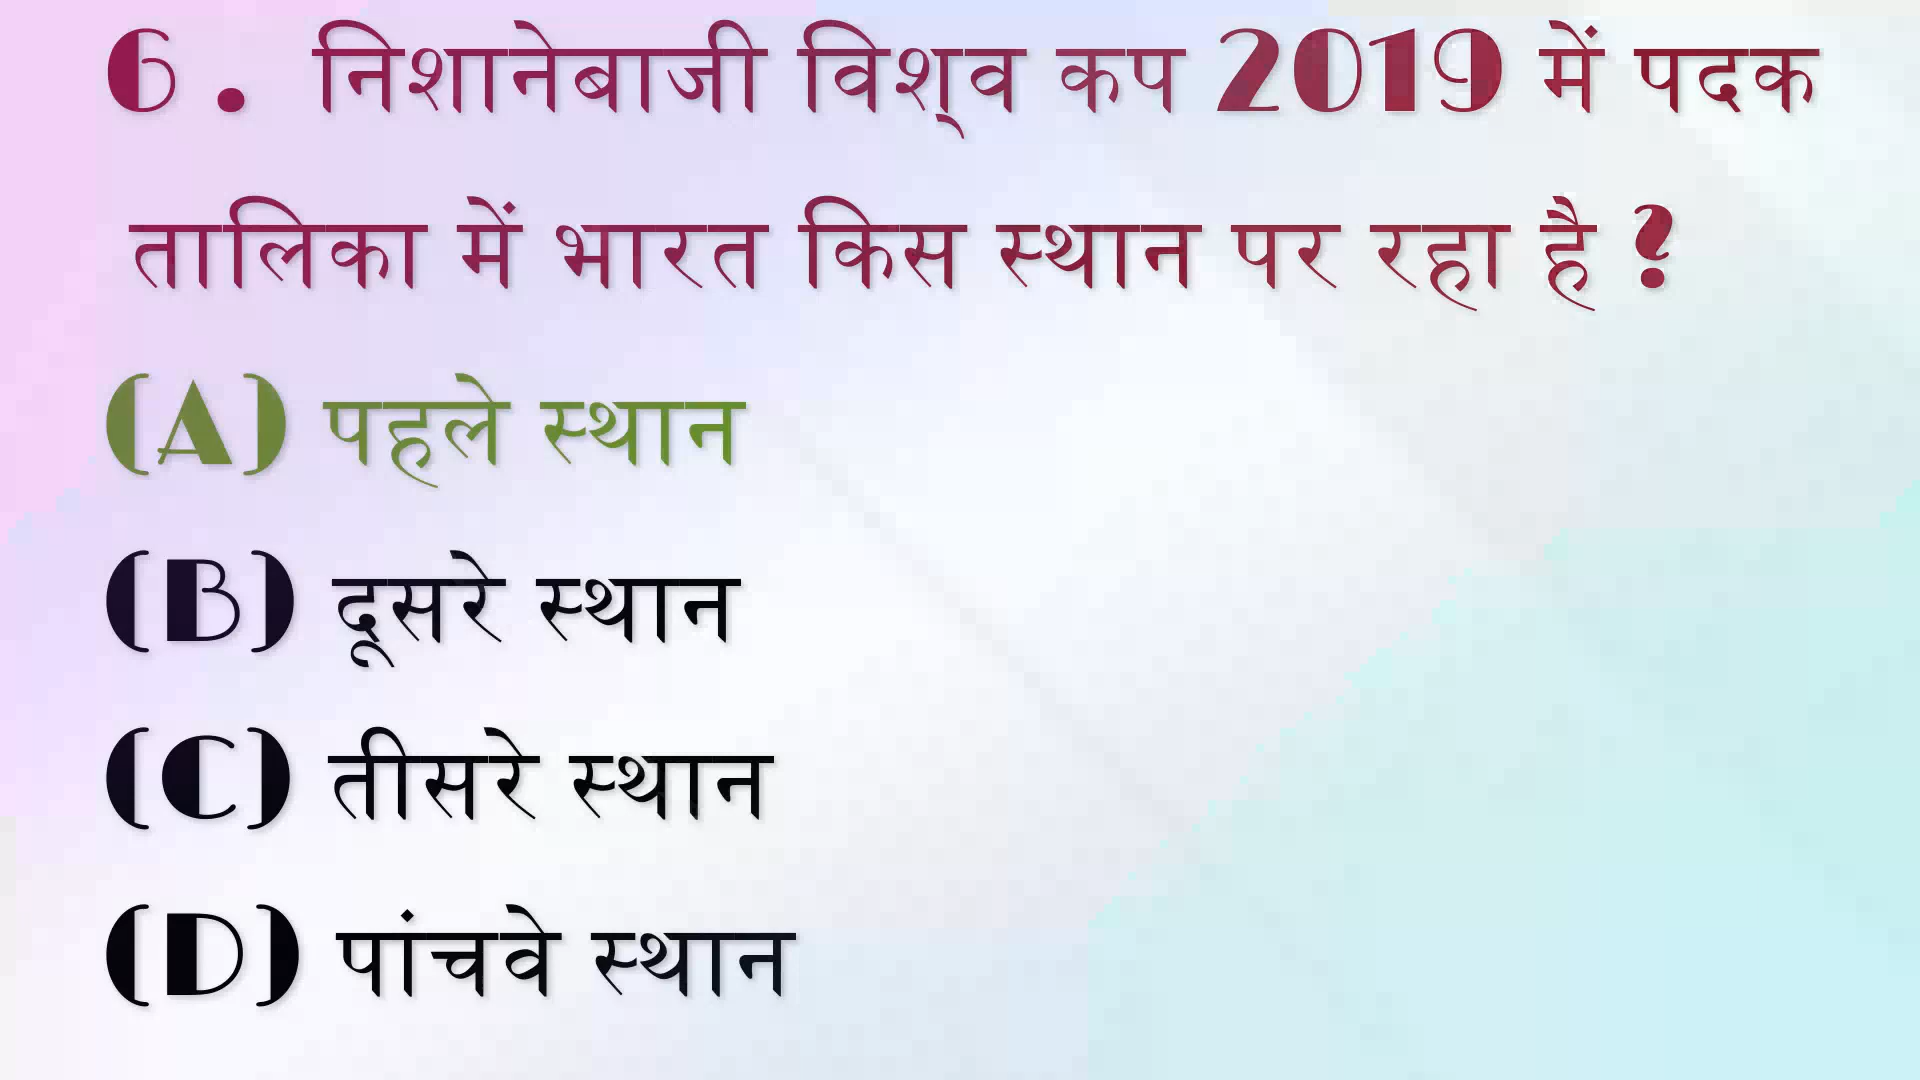 6 . निशानेबाजी विश्‌व कप 2019 में पदक
तालिका में भारत किस स्थान पर रहा है ?
(A) पहले स्थान
(B) दूसरे स्थान
(C) तीसरे स्थान
(D) पांचवे स्थान